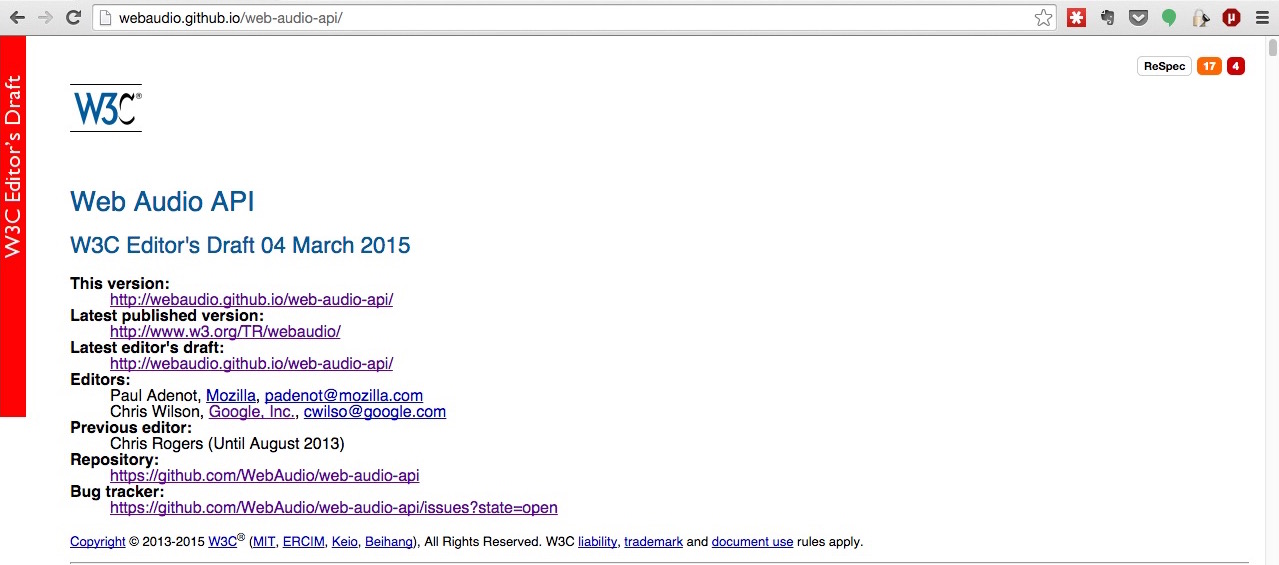 webaudio.github.io/web-audio-api/
W3C Editor's Draft
ReSpec 17 4
W3C®
Web Audio API
W3C Editor's Draft 04 March 2015
This version:
http://webaudio.github.io/web-audio-api/
Latest published version:
http://www.w3.org/TR/webaudio/
Latest editor's draft:
http://webaudio.github.io/web-audio-api/
Editors:
Paul Adenot, Mozilla, padenot@mozilla.com
Chris Wilson, Google, Inc., cwilso@google.com
Previous editor:
Chris Rogers (Until August 2013)
Repository:
https://github.com/WebAudio/web-audio-api
Bug tracker:
https://github.com/WebAudio/web-audio-api/issues?state=open
Copyright © 2013-2015 W3C® (MIT, ERCIM, Keio, Beihang), All Rights Reserved. W3C liability, trademark and document use rules apply.